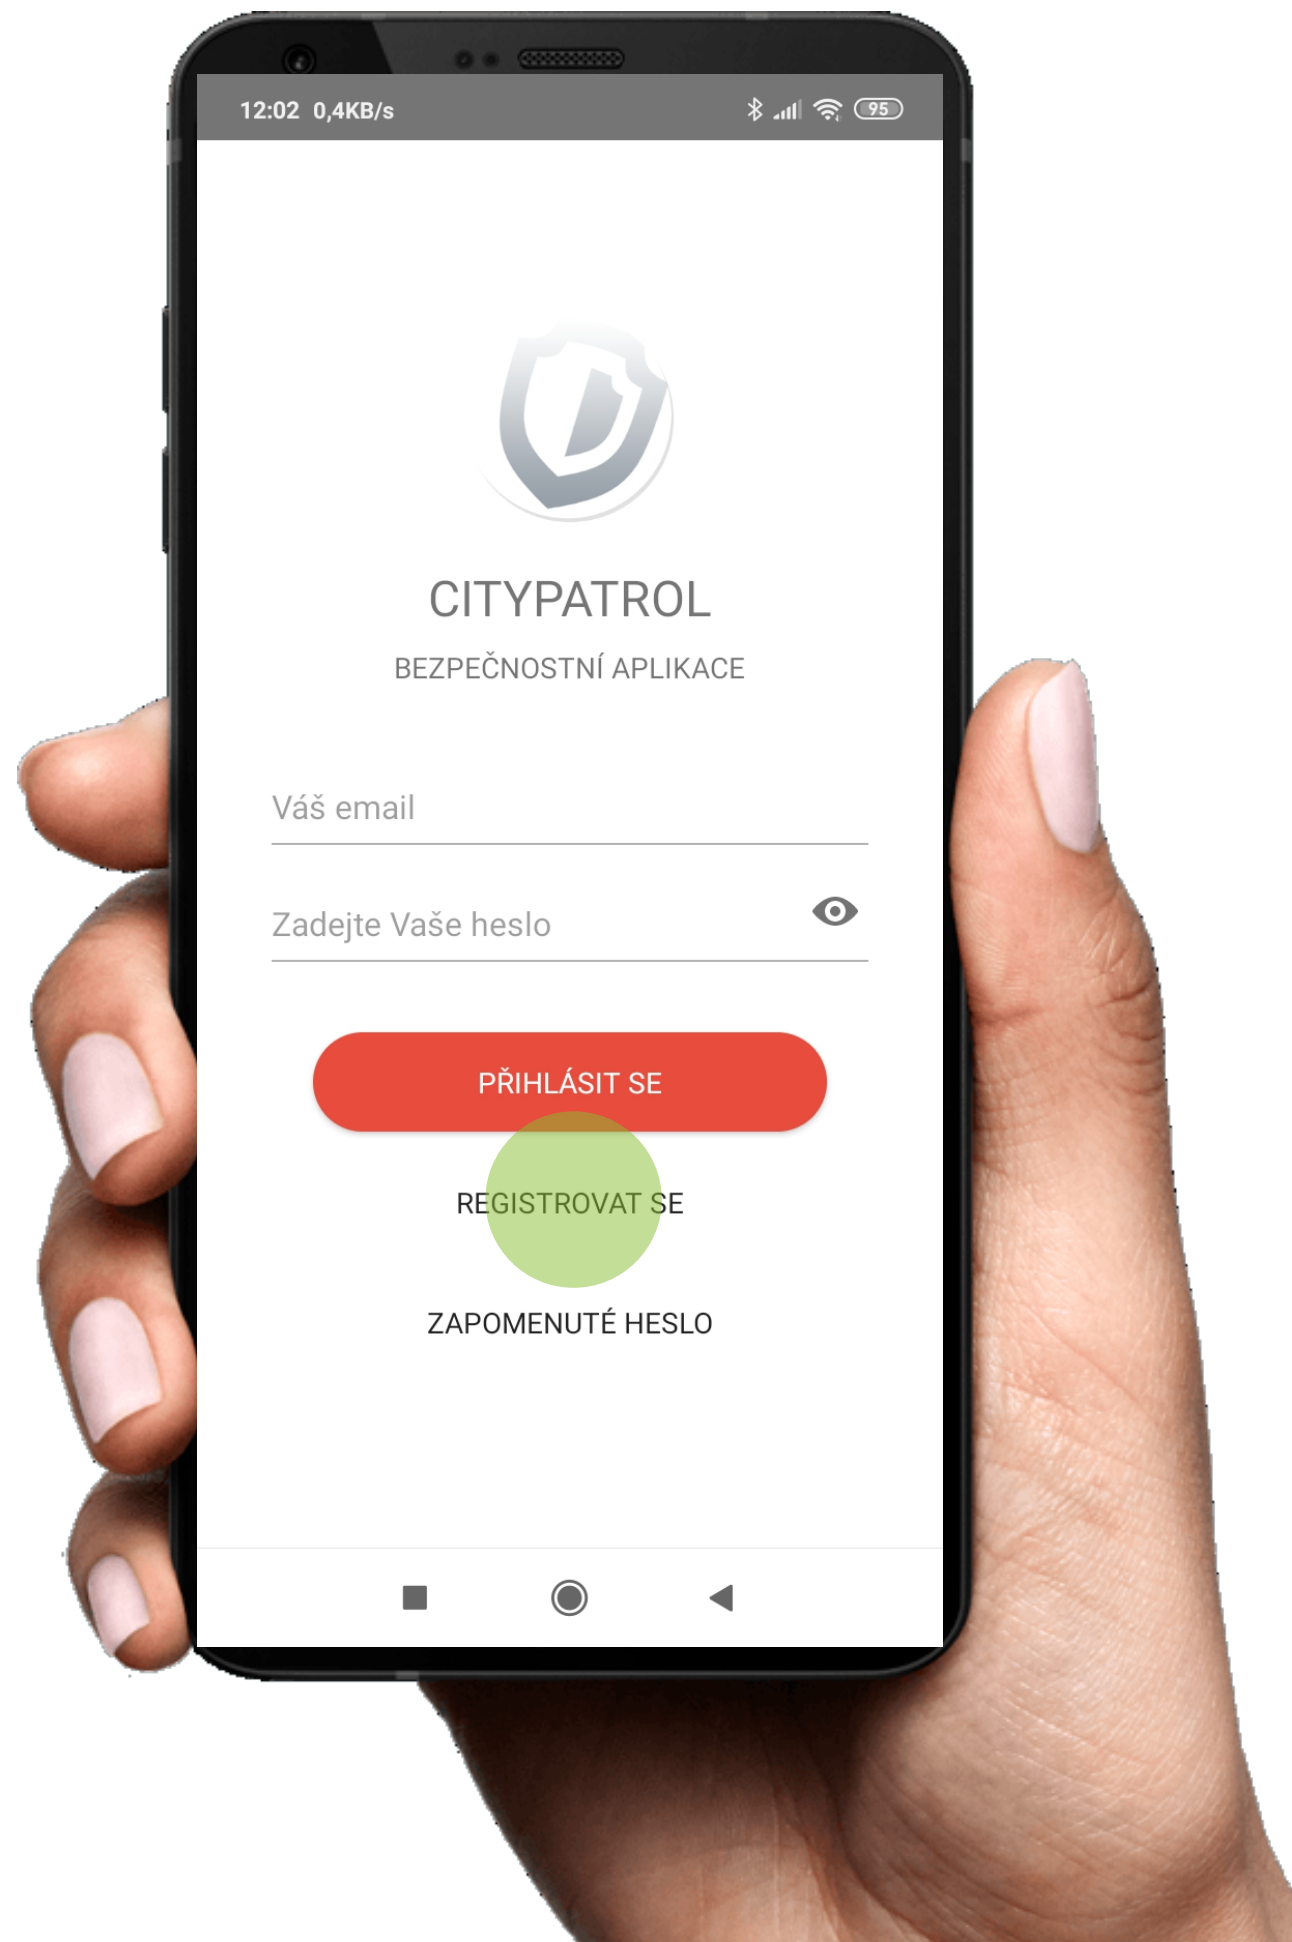 12:02 0,4KB/s 95
CITYPATROL
BEZPEČNOSTNÍ APLIKACE
Váš email
Zadejte Vaše heslo
PŘIHLÁSIT SE
REGISTROVAT SE
ZAPOMENUTÉ HESLO